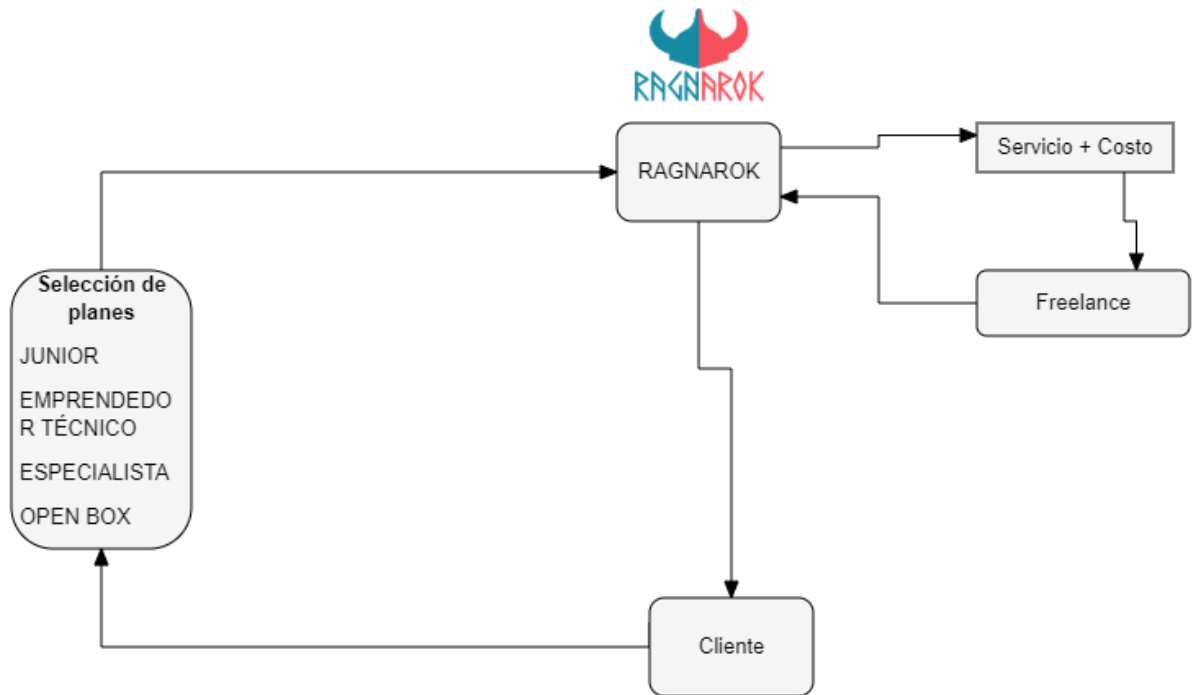 RAGNAROK
RAGNAROK
Servicio + Costo
Selección de
planes
JUNIOR
EMPRENDEDO
R TÉCNICO
ESPECIALISTA
OPEN BOX
Freelance
Cliente